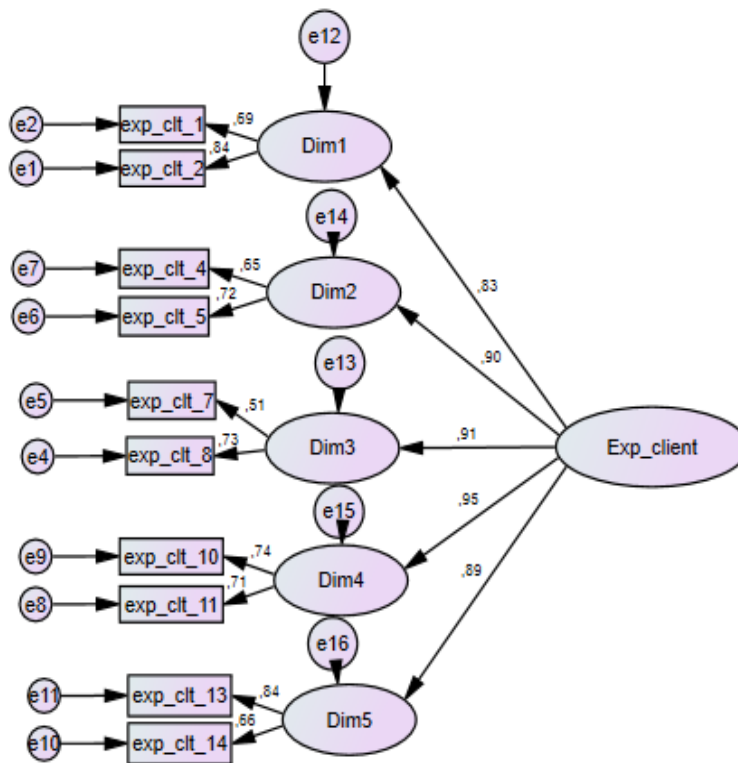 e12
e2
exp_clt_1
,69
Dim1
e1
exp_clt_2
,84
e14
e7
exp_clt_4
,65
Dim2
e6
exp_clt_5
,72
,83
,90
e13
e5
exp_clt_7
,51
Dim3
,91
Exp_client
e4
exp_clt_8
,73
e15
,95
e9
exp_clt_10
,74
Dim4
,89
e8
exp_clt_11
,71
e16
e11
exp_clt_13
,84
Dim5
e10
exp_clt_14
,66